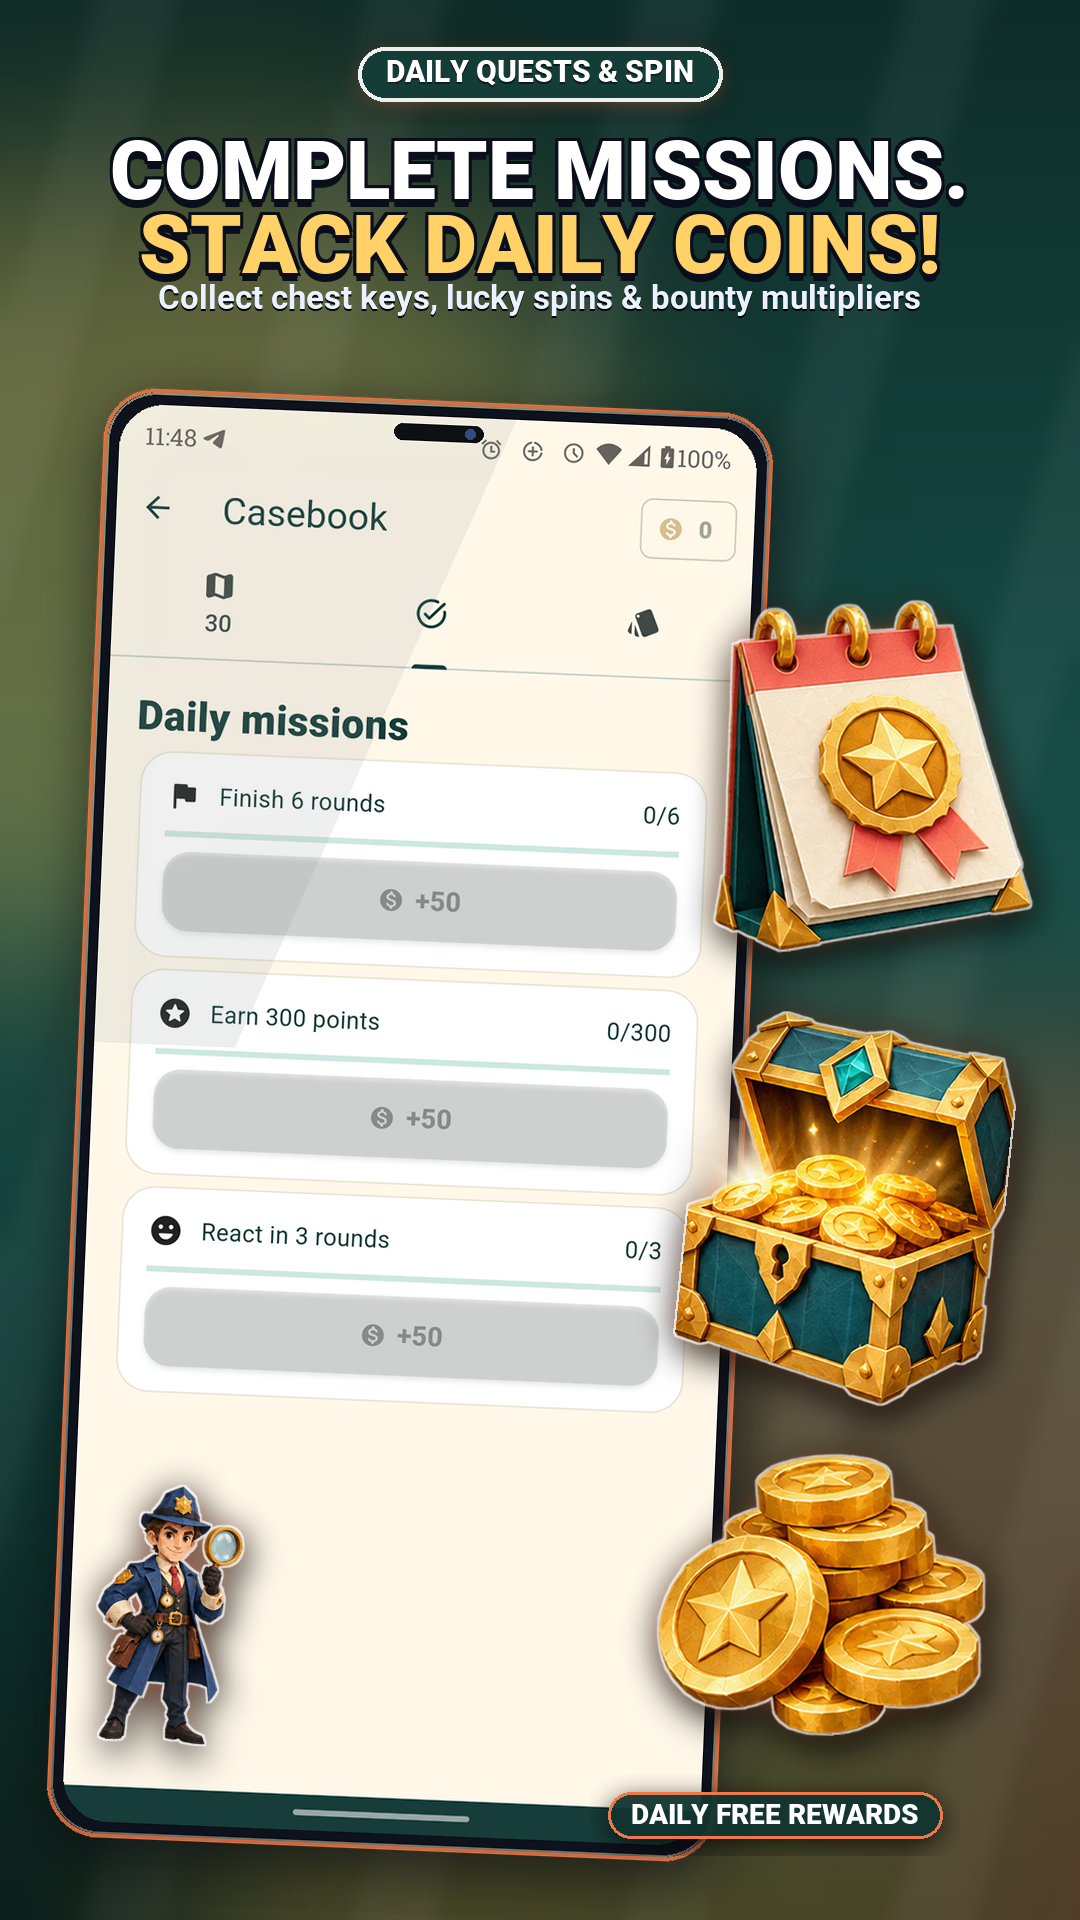 DAILY QUESTS & SPIN
COMPLETE MISSIONS.
STACK DAILY COINS!
Collect chest keys, lucky spins & bounty multipliers
11:48
100%
Casebook
0
30
Daily missions
Finish 6 rounds
0/6
+50
Earn 300 points
0/300
+50
React in 3 rounds
0/3
+50
DAILY FREE REWARDS